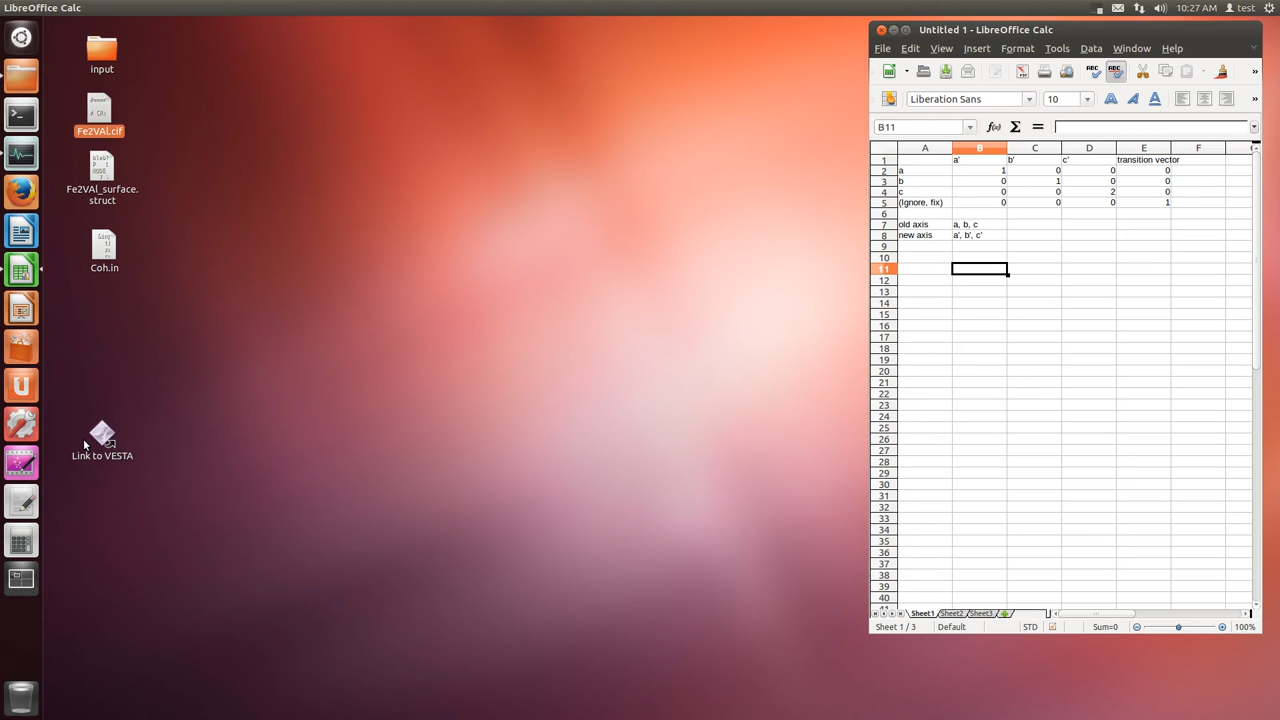 LibreOffice Calc
10:27 AM
test
input
Fe2VAl.cif
Fe2VAl_surface.
struct
Coh.in
Link to VESTA
Untitled 1 - LibreOffice Calc
File Edit View Insert Format Tools Data Window Help
Liberation Sans 10
B11
A B C D E F
1 a' b' c' transition vector
2 a 1 0 0 0
3 b 0 1 0 0
4 c 0 0 2 0
5 (Ignore, fix) 0 0 0 1
6
7 old axis a, b, c
8 new axis a', b', c'
9
10
11
12
13
14
15
16
17
18
19
20
21
22
23
24
25
26
27
28
29
30
31
32
33
34
35
36
37
38
39
40
Sheet1 Sheet2 Sheet3
Sheet 1 / 3 Default STD Sum=0 100%